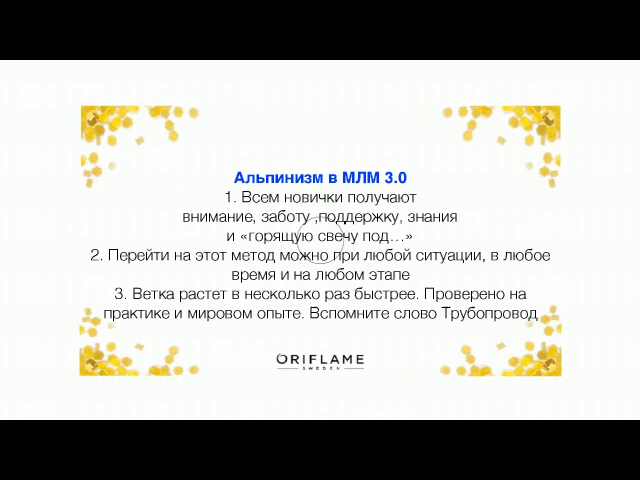 Альпинизм в МЛМ 3.0
1. Всем новички получают
внимание, заботу ,поддержку, знания
и «горящую свечу под…»
2. Перейти на этот метод можно при любой ситуации, в любое
время и на любом этапе
3. Ветка растет в несколько раз быстрее. Проверено на
практике и мировом опыте. Вспомните слово Трубопровод
ORIFLAME
SWEDEN